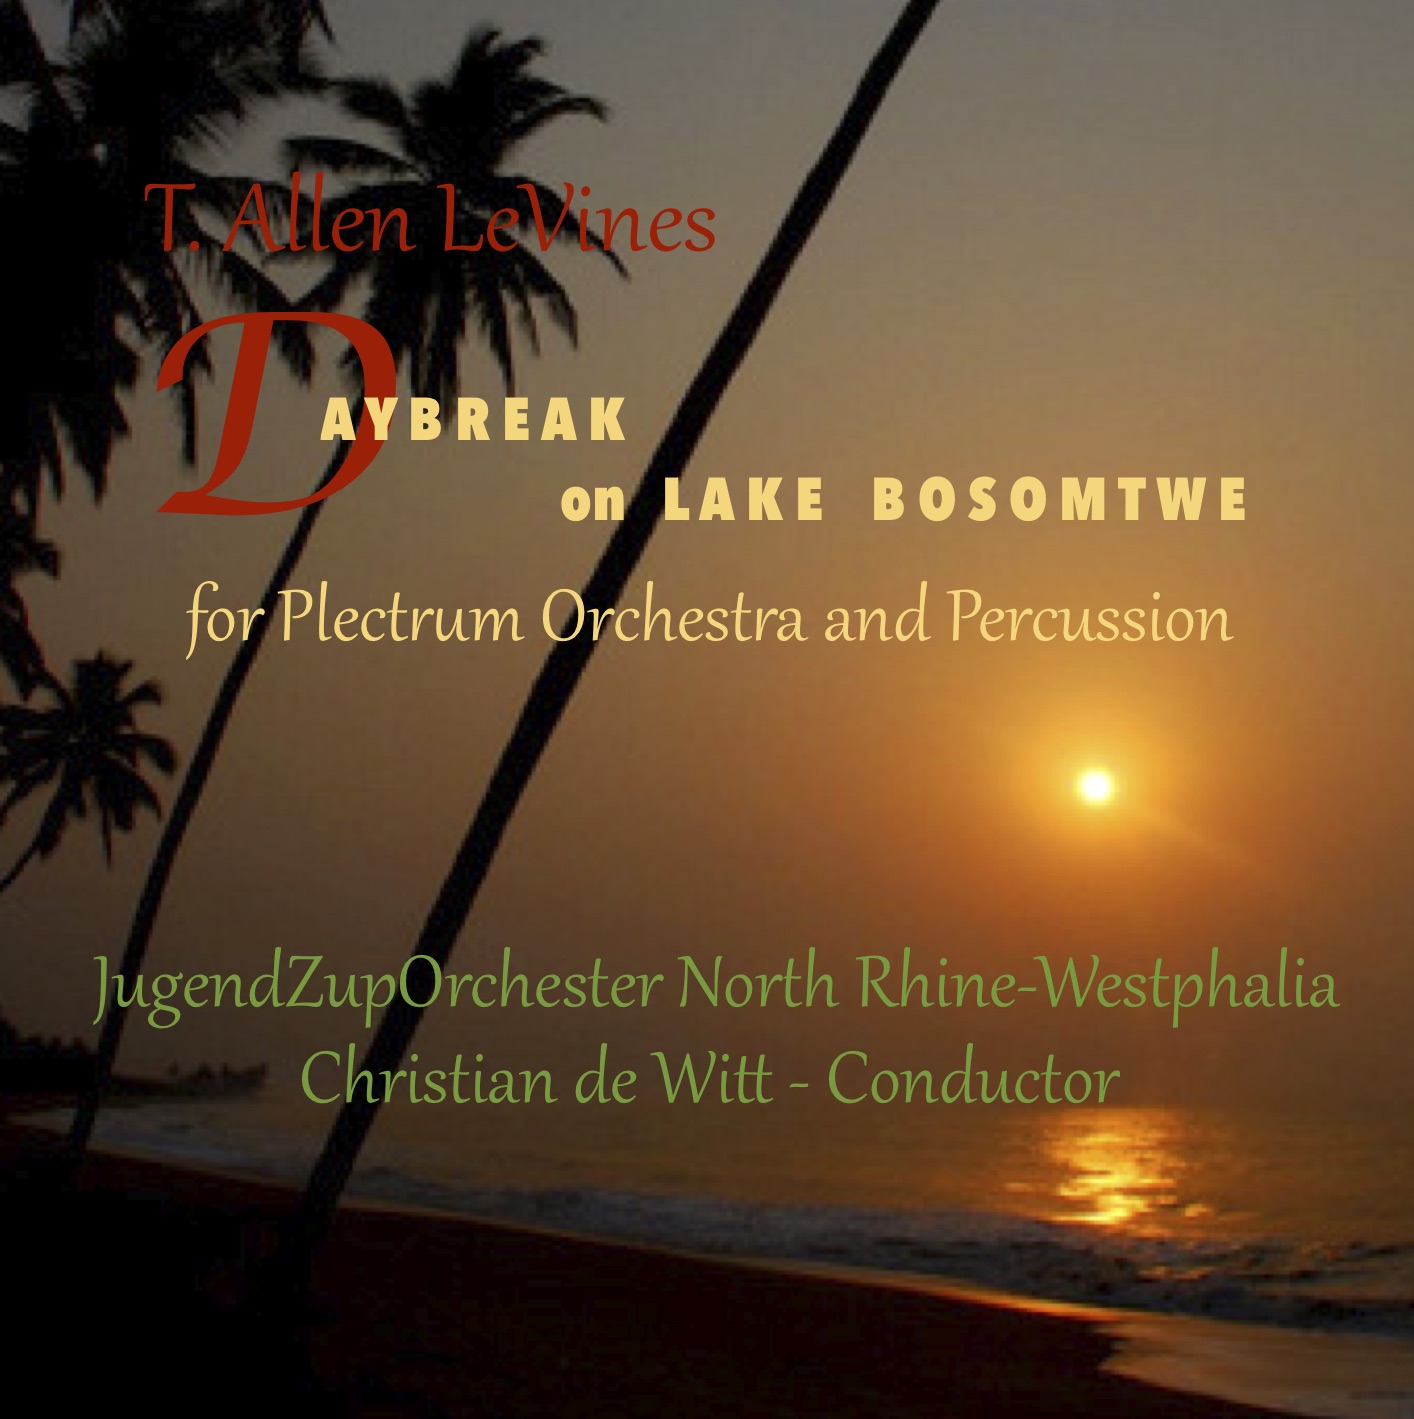 T. Allen LeVines
DAYBREAK
on LAKE BOSOMTWE
for Plectrum Orchestra and Percussion
JugendZupOrchester North Rhine-Westphalia
Christian de Witt - Conductor